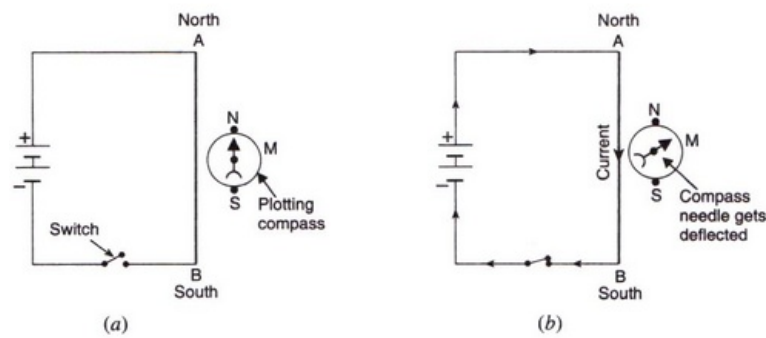 North
A
+
−
N
M
S
Plotting
compass
Switch
B
South
(a)
North
A
+
−
N
M
S
Current
Compass
needle gets
deflected
B
South
(b)